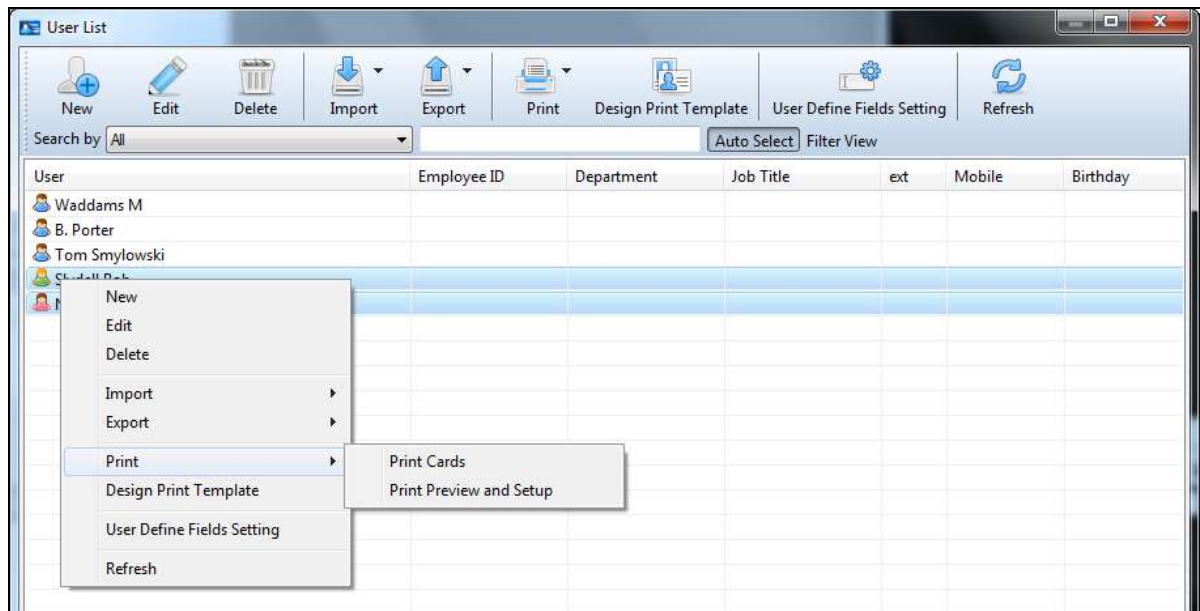 User List
New Edit Delete Import Export Print Design Print Template User Define Fields Setting Refresh
Search by All Auto Select Filter View
User Employee ID Department Job Title ext Mobile Birthday
Waddams M
B. Porter
Tom Smylowski
New
Edit
Delete
Import
Export
Print
Print Cards
Design Print Template
Print Preview and Setup
User Define Fields Setting
Refresh